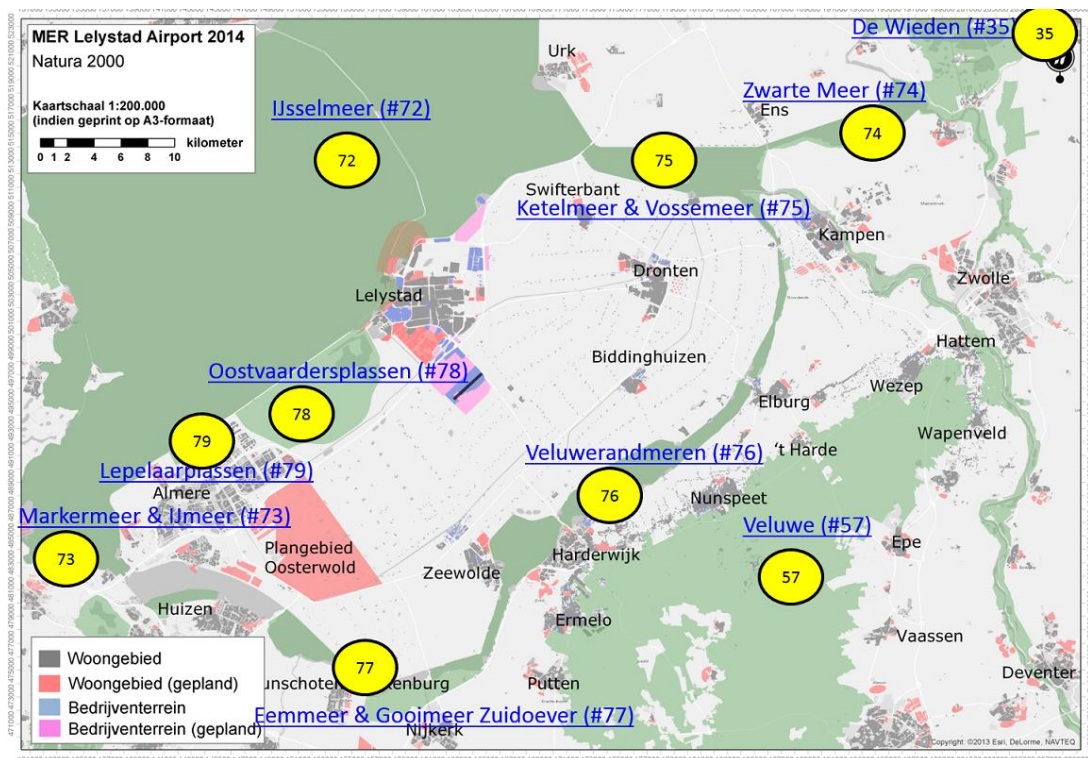 MER Lelystad Airport 2014
Natura 2000
Kaartschaal 1:200.000
(indien geprint op A3-formaat)
kilometer
0 1 2 4 6 8 10
De Wieden (#35)
35
Urk
IJsselmeer (#72)
72
Zwarte Meer (#74)
Ens
74
75
Swifterbant
Ketelmeer & Vossemeer (#75)
Kampen
Dronten
Zwolle
Lelystad
Hattem
Biddinghuizen
Oostvaardersplassen (#78)
78
Wezep
Elburg
79
Wapenveld
't Harde
Veluwerandmeren (#76)
Lepelaarplassen (#79)
Almere
76
Nunspeet
Markermeer & IJmeer (#73)
73
Veluwe (#57)
57
Plangebied
Oosterwold
Harderwijk
Epe
Zeewolde
Huizen
Ermelo
Vaassen
77
Putten
Deventer
Eemmeer & Gooimeer Zuidoever (#77)
Nijkerk
Woongebied
Woongebied (gepland)
Bedrijventerrein
Bedrijventerrein (gepland)
Copyright: ©2013 Esri, DeLorme, NAVTEQ